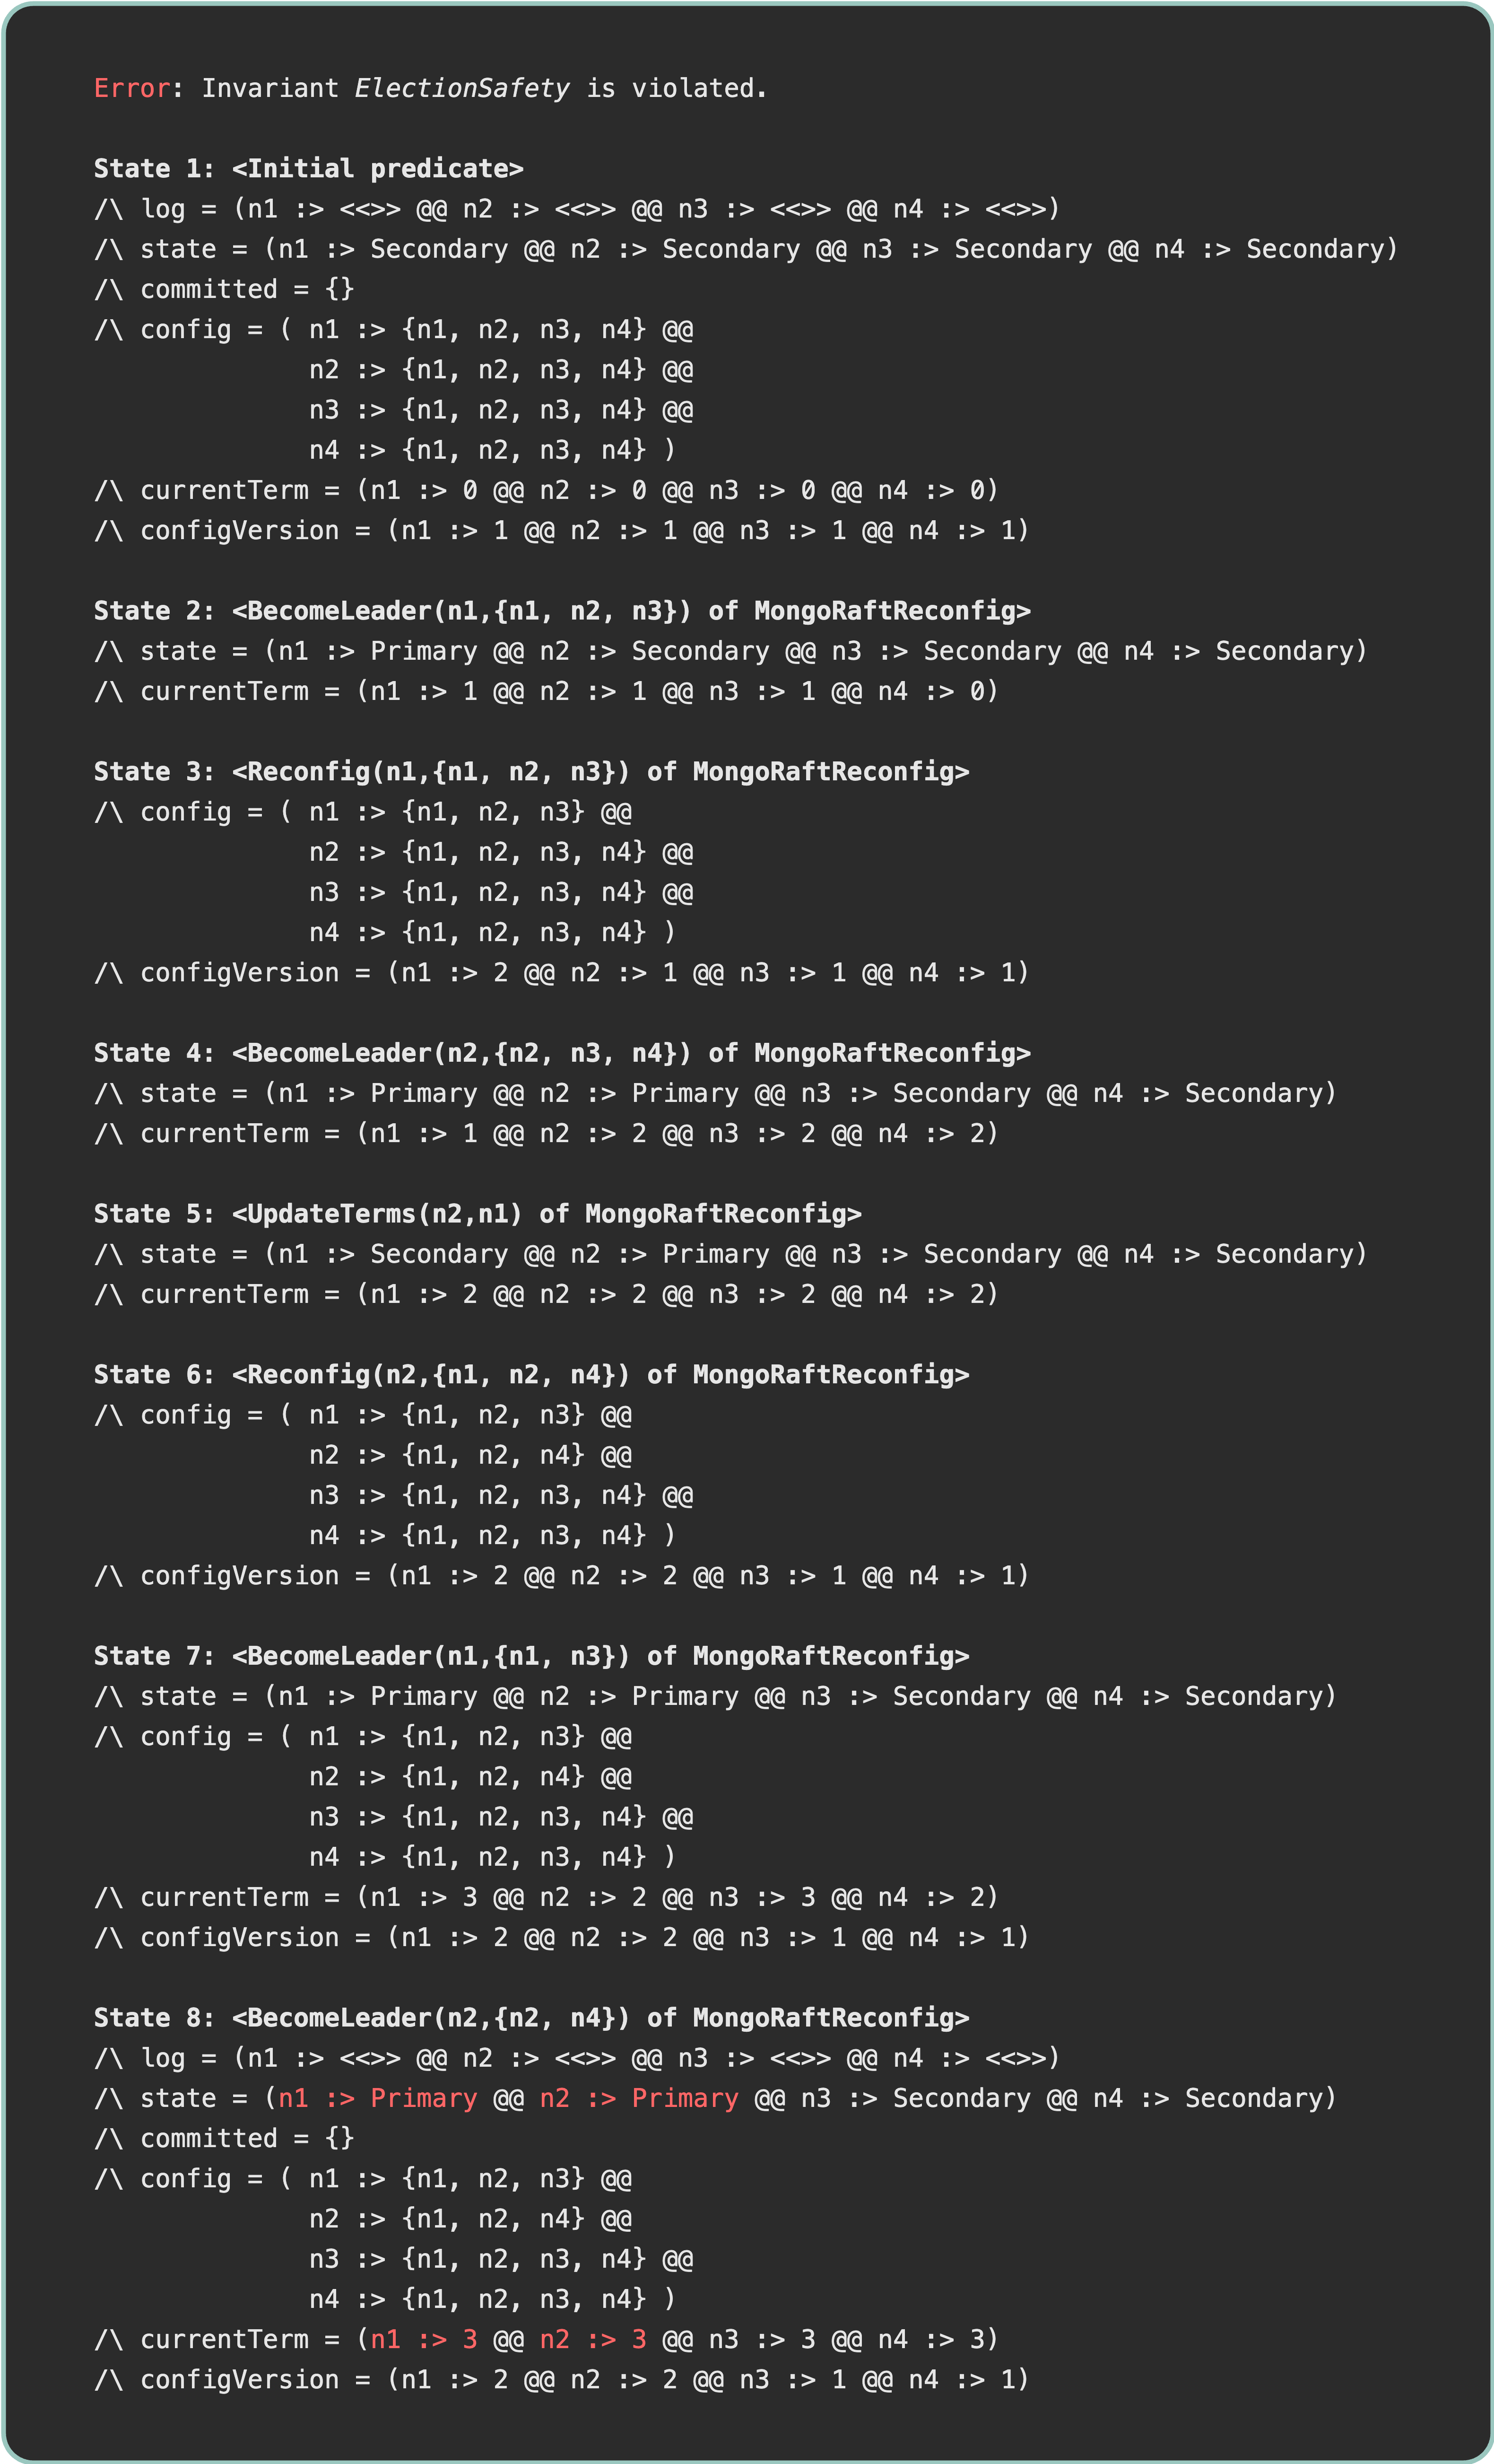 Error: Invariant ElectionSafety is violated.
State 1: <Initial predicate>
/\ log = (n1 :> <<>> @@ n2 :> <<>> @@ n3 :> <<>> @@ n4 :> <<>>)
/\ state = (n1 :> Secondary @@ n2 :> Secondary @@ n3 :> Secondary @@ n4 :> Secondary)
/\ committed = {}
/\ config = ( n1 :> {n1, n2, n3, n4} @@
n2 :> {n1, n2, n3, n4} @@
n3 :> {n1, n2, n3, n4} @@
n4 :> {n1, n2, n3, n4} )
/\ currentTerm = (n1 :> 0 @@ n2 :> 0 @@ n3 :> 0 @@ n4 :> 0)
/\ configVersion = (n1 :> 1 @@ n2 :> 1 @@ n3 :> 1 @@ n4 :> 1)
State 2: <BecomeLeader(n1,{n1, n2, n3}) of MongoRaftReconfig>
/\ state = (n1 :> Primary @@ n2 :> Secondary @@ n3 :> Secondary @@ n4 :> Secondary)
/\ currentTerm = (n1 :> 1 @@ n2 :> 1 @@ n3 :> 1 @@ n4 :> 0)
State 3: <Reconfig(n1,{n1, n2, n3}) of MongoRaftReconfig>
/\ config = ( n1 :> {n1, n2, n3} @@
n2 :> {n1, n2, n3, n4} @@
n3 :> {n1, n2, n3, n4} @@
n4 :> {n1, n2, n3, n4} )
/\ configVersion = (n1 :> 2 @@ n2 :> 1 @@ n3 :> 1 @@ n4 :> 1)
State 4: <BecomeLeader(n2,{n2, n3, n4}) of MongoRaftReconfig>
/\ state = (n1 :> Primary @@ n2 :> Primary @@ n3 :> Secondary @@ n4 :> Secondary)
/\ currentTerm = (n1 :> 1 @@ n2 :> 2 @@ n3 :> 2 @@ n4 :> 2)
State 5: <UpdateTerms(n2,n1) of MongoRaftReconfig>
/\ state = (n1 :> Secondary @@ n2 :> Primary @@ n3 :> Secondary @@ n4 :> Secondary)
/\ currentTerm = (n1 :> 2 @@ n2 :> 2 @@ n3 :> 2 @@ n4 :> 2)
State 6: <Reconfig(n2,{n1, n2, n4}) of MongoRaftReconfig>
/\ config = ( n1 :> {n1, n2, n3} @@
n2 :> {n1, n2, n4} @@
n3 :> {n1, n2, n3, n4} @@
n4 :> {n1, n2, n3, n4} )
/\ configVersion = (n1 :> 2 @@ n2 :> 2 @@ n3 :> 1 @@ n4 :> 1)
State 7: <BecomeLeader(n1,{n1, n3}) of MongoRaftReconfig>
/\ state = (n1 :> Primary @@ n2 :> Primary @@ n3 :> Secondary @@ n4 :> Secondary)
/\ config = ( n1 :> {n1, n2, n3} @@
n2 :> {n1, n2, n4} @@
n3 :> {n1, n2, n3, n4} @@
n4 :> {n1, n2, n3, n4} )
/\ currentTerm = (n1 :> 3 @@ n2 :> 2 @@ n3 :> 3 @@ n4 :> 2)
/\ configVersion = (n1 :> 2 @@ n2 :> 2 @@ n3 :> 1 @@ n4 :> 1)
State 8: <BecomeLeader(n2,{n2, n4}) of MongoRaftReconfig>
/\ log = (n1 :> <<>> @@ n2 :> <<>> @@ n3 :> <<>> @@ n4 :> <<>>)
/\ state = (n1 :> Primary @@ n2 :> Primary @@ n3 :> Secondary @@ n4 :> Secondary)
/\ committed = {}
/\ config = ( n1 :> {n1, n2, n3} @@
n2 :> {n1, n2, n4} @@
n3 :> {n1, n2, n3, n4} @@
n4 :> {n1, n2, n3, n4} )
/\ currentTerm = (n1 :> 3 @@ n2 :> 3 @@ n3 :> 3 @@ n4 :> 3)
/\ configVersion = (n1 :> 2 @@ n2 :> 2 @@ n3 :> 1 @@ n4 :> 1)